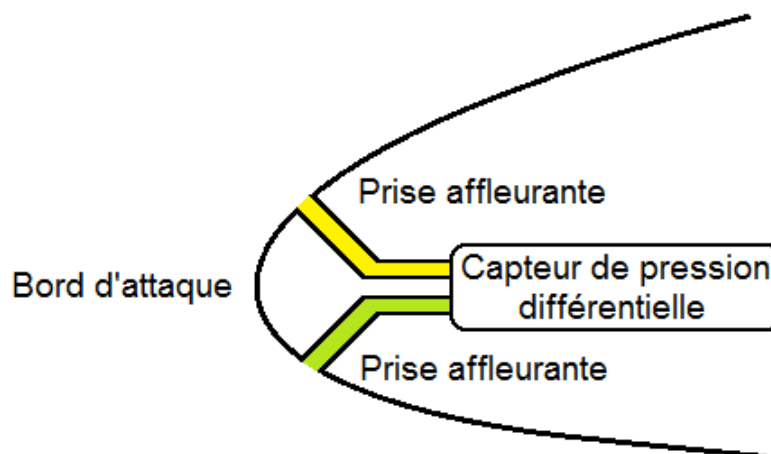 Prise affleurante
Bord d'attaque
Capteur de pression
différentielle
Prise affleurante